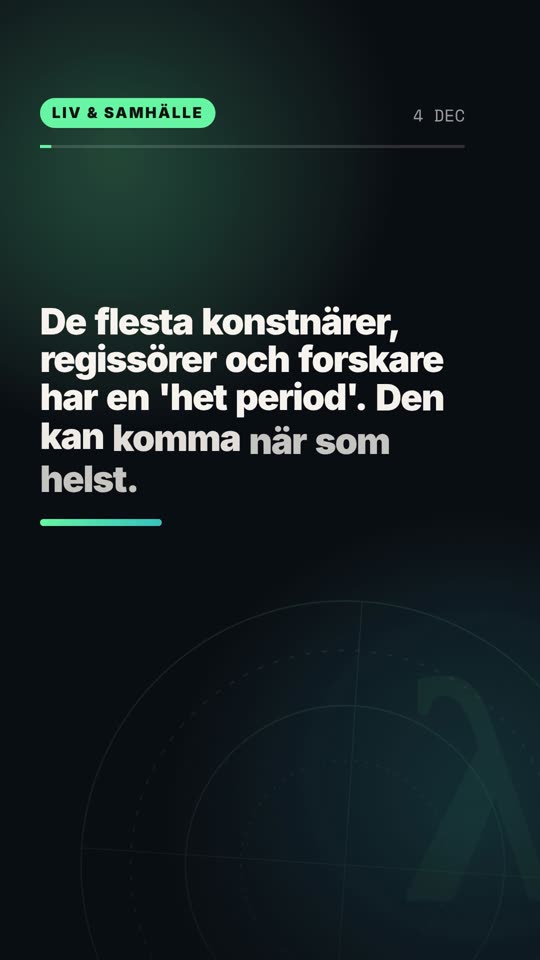 LIV & SAMHÄLLE
4 DEC
De flesta konstnärer,
regissörer och forskare
har en 'het period'. Den
kan komma när som
helst.
λ